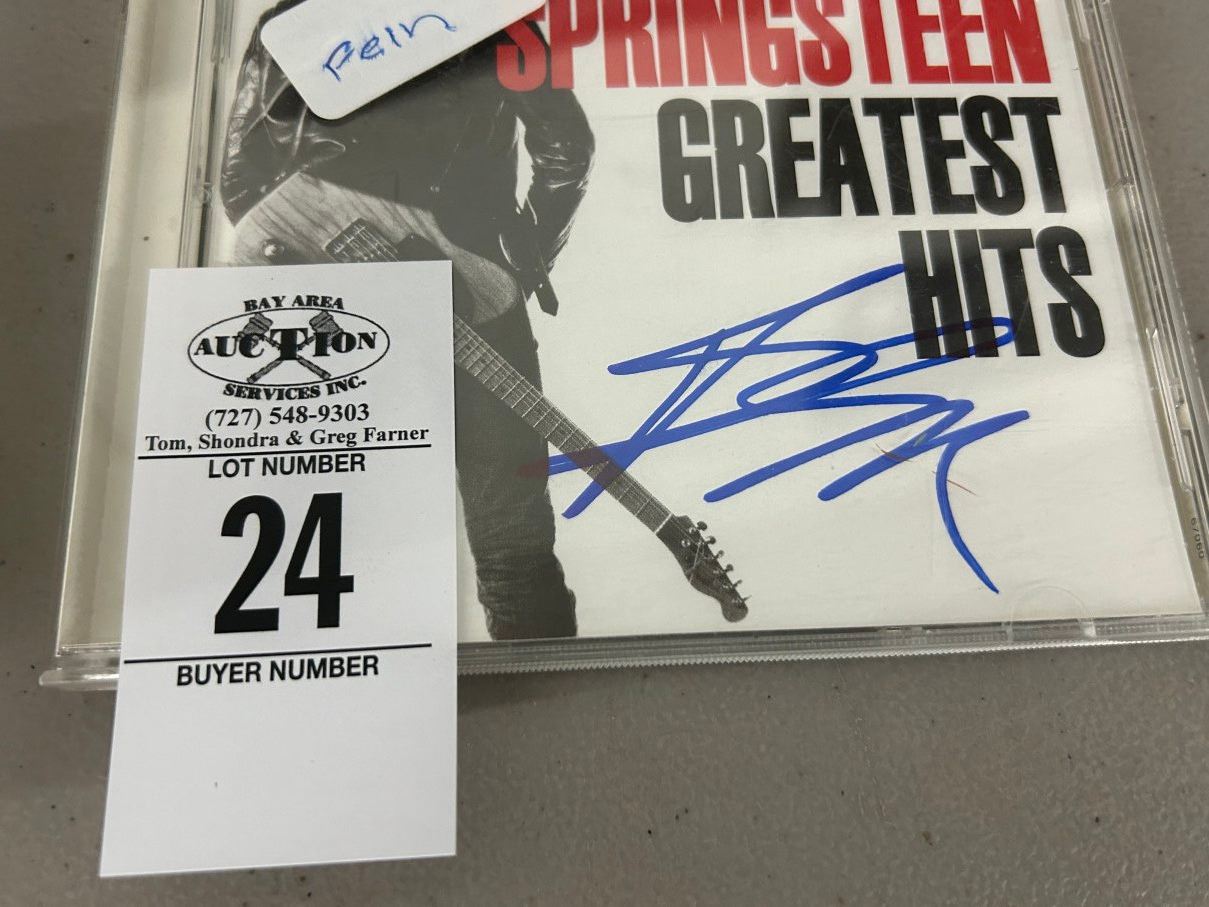 Fein
SPRINGSTEEN
GREATEST
HITS
BAY AREA
AUCTION
SERVICES INC.
(727) 548-9303
Tom, Shondra & Greg Farner
LOT NUMBER
24
BUYER NUMBER